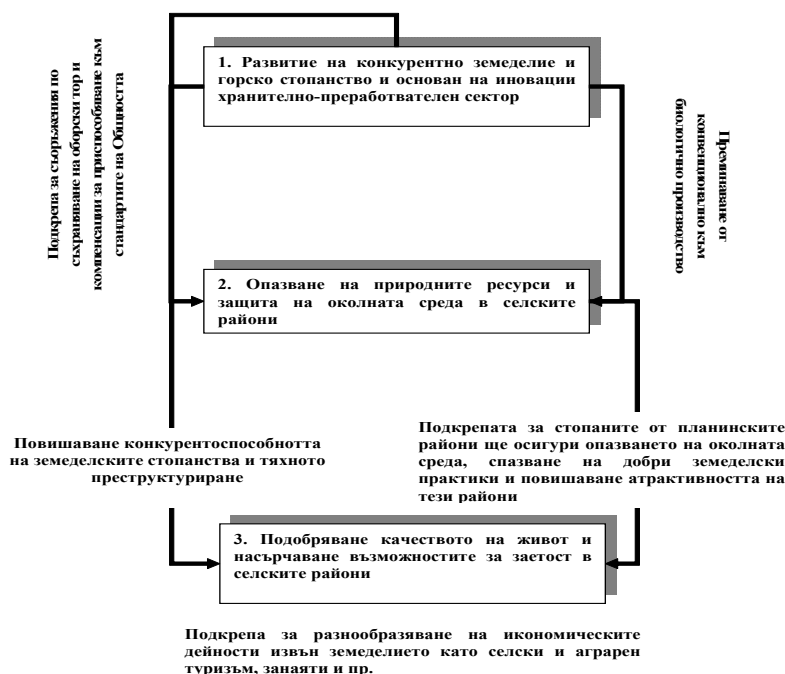 1. Развитие на конкурентно земеделие и
горско стопанство и основан на иновации
хранително-преработвателен сектор
Подкрепа за съоръжения по
съхраняване на оборски тор и
компенсации за приспособяване към
стандартите на Общността
Преминаване от
конвенционално към
биологично производство
2. Опазване на природните ресурси и
защита на околната среда в селските
райони
Повишаване конкурентоспособнотта
на земеделските стопанства и тяхното
преструктуриране
Подкрепата за стопаните от планинските
райони ще осигури опазването на околната
среда, спазване на добри земеделски
практики и повишаване атрактивността на
тези райони
3. Подобряване качеството на живот и
насърчаване възможностите за заетост в
селските райони
Подкрепа за разнообразяване на икономическите
дейности извън земеделието като селски и аграрен
туризъм, занаяти и пр.